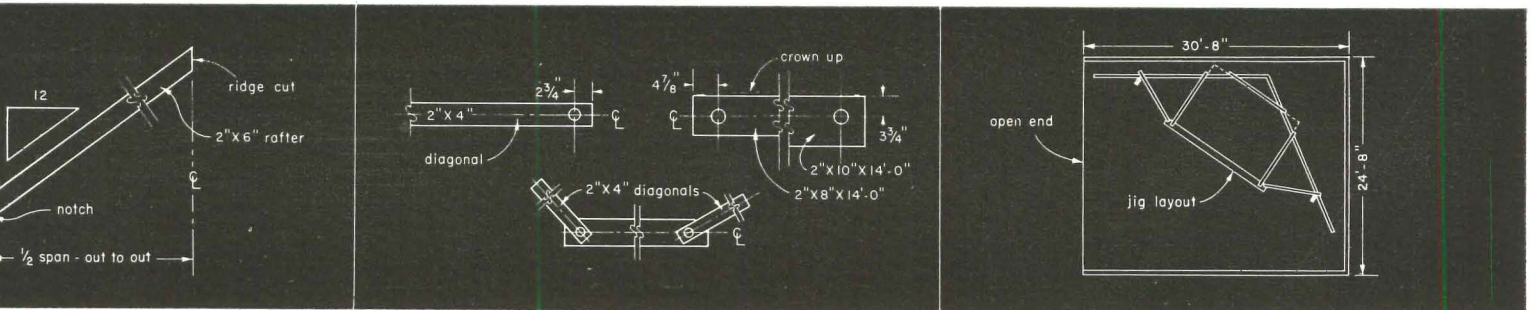 12
ridge cut
2"X6" rafter
℄
notch
½ span - out to out
2¾"
2"X4"
℄
diagonal
crown up
4⅞"
℄
3¾"
2"X10"X14'-0"
2"X8"X14'-0"
2"X4" diagonals
℄
30'-8"
open end
24'-8"
jig layout